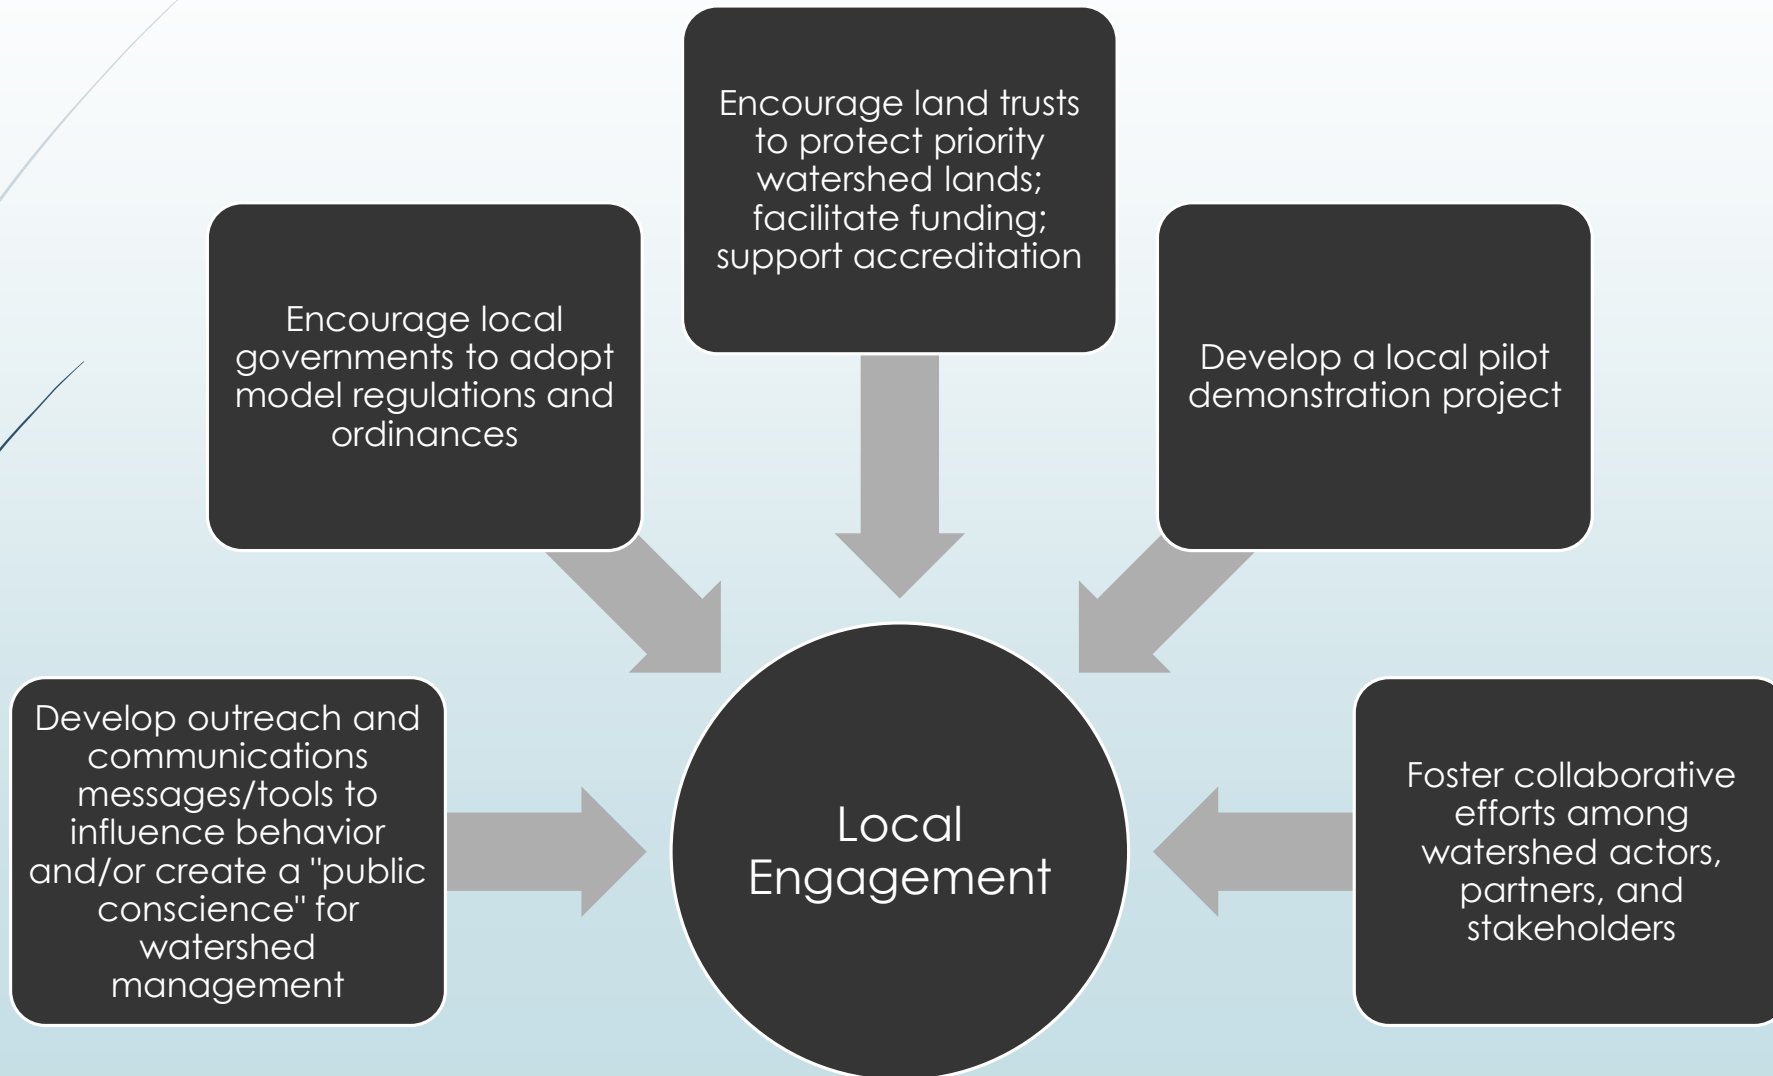 Encourage land trusts
to protect priority
watershed lands;
facilitate funding;
support accreditation
Encourage local
governments to adopt
model regulations and
ordinances
Develop a local pilot
demonstration project
Develop outreach and
communications
messages/tools to
influence behavior
and/or create a "public
conscience" for
watershed
management
Local
Engagement
Foster collaborative
efforts among
watershed actors,
partners, and
stakeholders